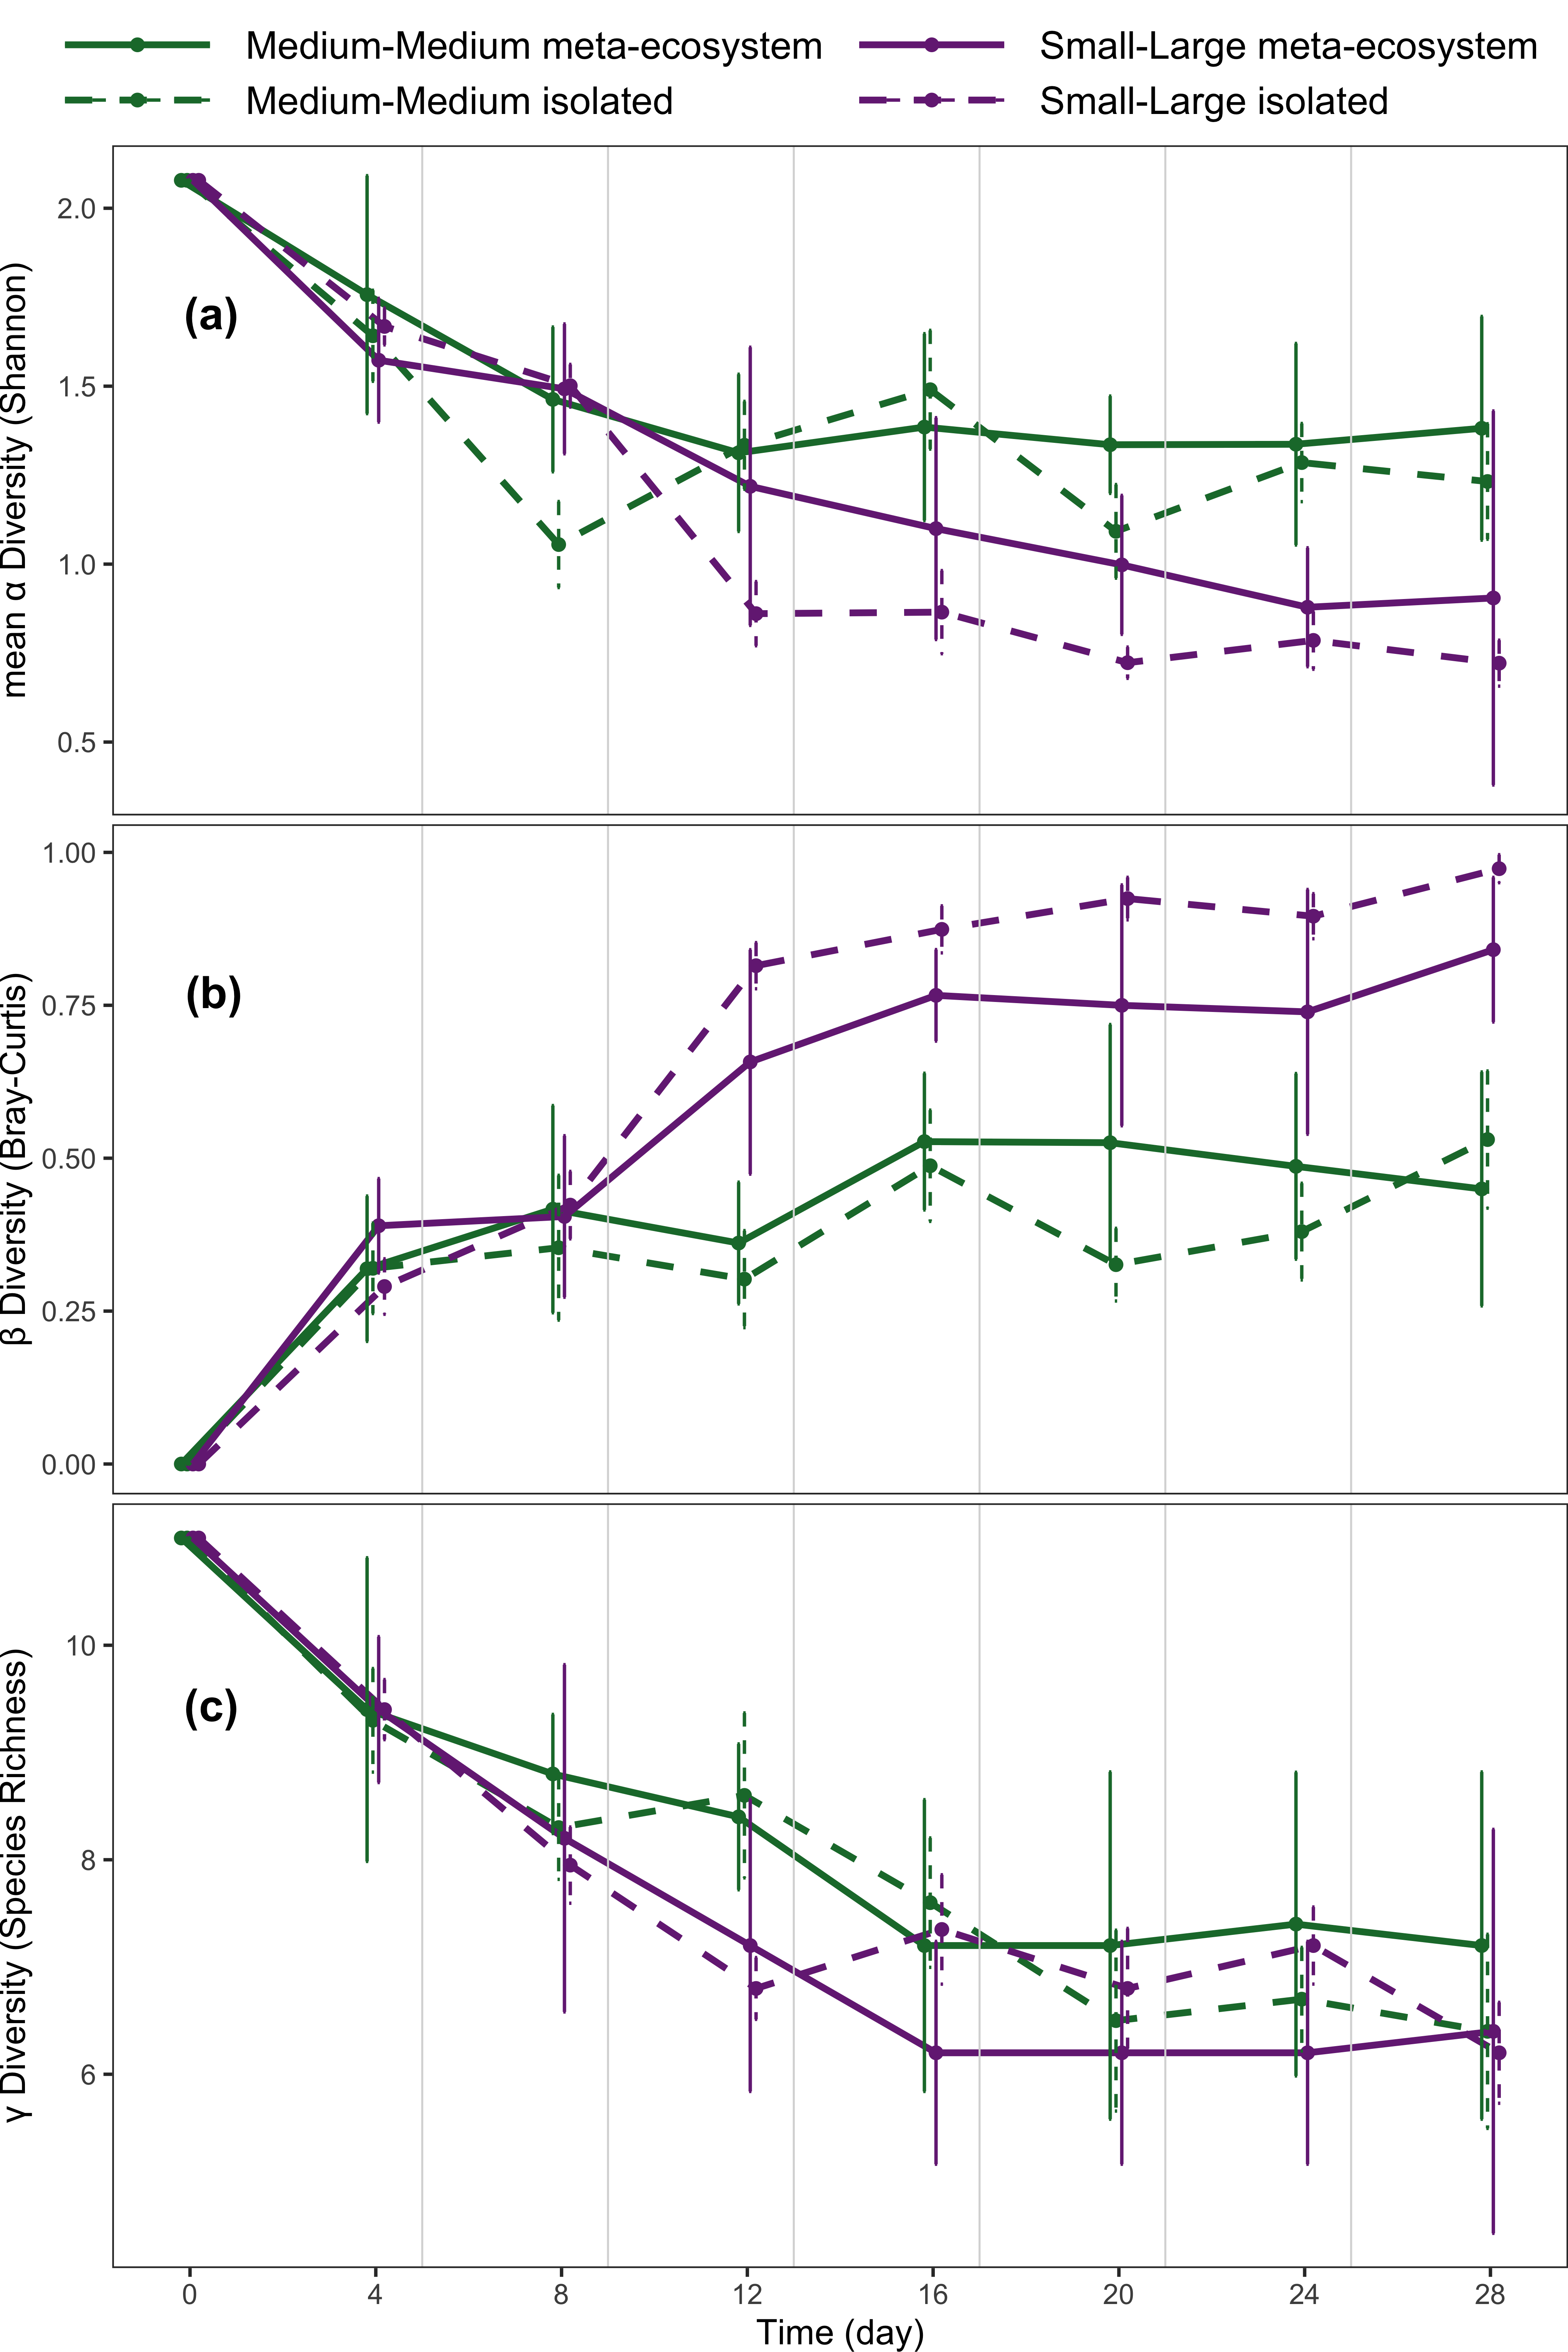 Medium-Medium meta-ecosystem
Small-Large meta-ecosystem
Medium-Medium isolated
Small-Large isolated
mean α Diversity (Shannon)
2.0
1.5
1.0
0.5
(a)
β Diversity (Bray-Curtis)
1.00
0.75
0.50
0.25
0.00
(b)
γ Diversity (Species Richness)
10
8
6
(c)
0 4 8 12 16 20 24 28
Time (day)